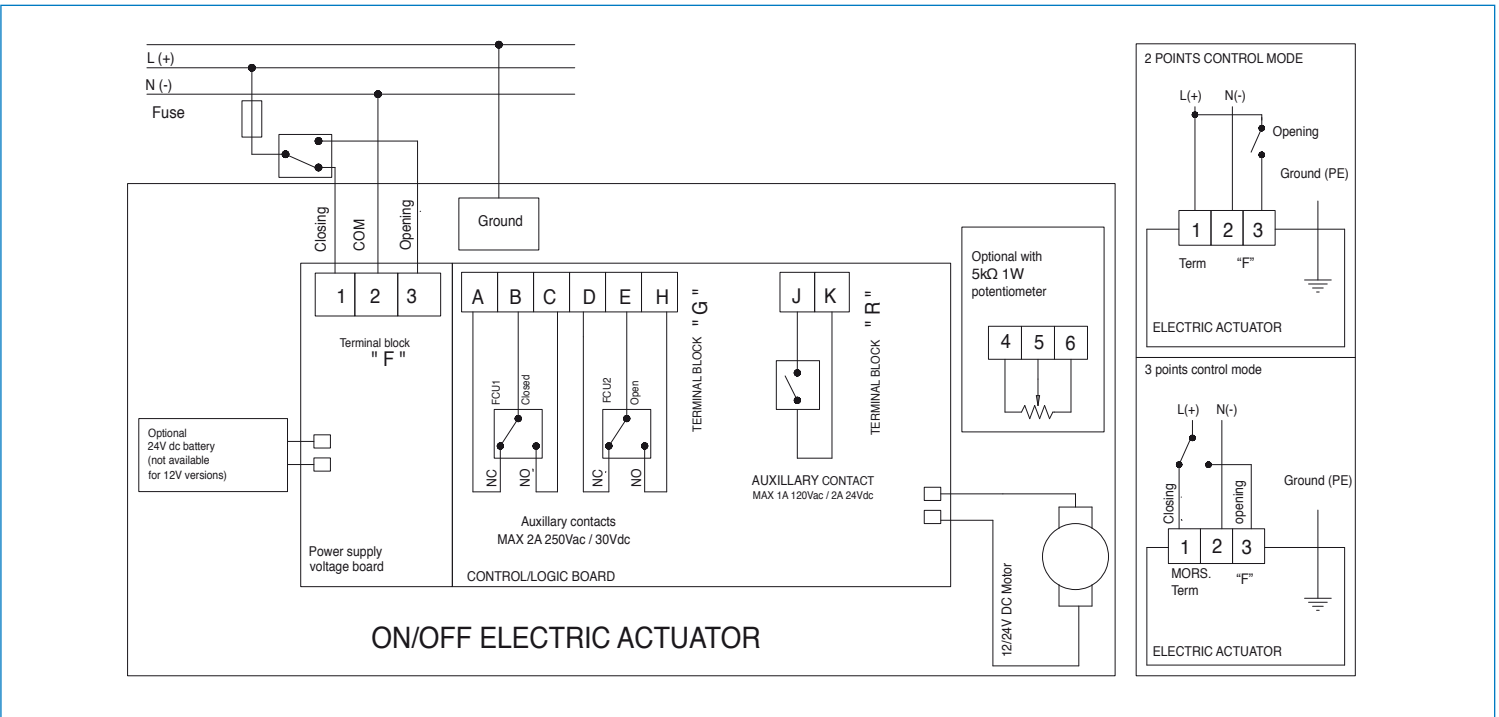 L (+)
N (-)
Fuse
Closing
COM
Opening
Ground
1 2 3
Terminal block
" F "
A B C D E H
TERMINAL BLOCK " G "
FCU1
Closed
NC
NO
FCU2
Open
NC
NO
Auxillary contacts
MAX 2A 250Vac / 30Vdc
J K
TERMINAL BLOCK " R "
AUXILLARY CONTACT
MAX 1A 120Vac / 2A 24Vdc
Optional with
5kΩ 1W
potentiometer
4 5 6
Optional
24V dc battery
(not available
for 12V versions)
Power supply
voltage board
CONTROL/LOGIC BOARD
12/24V DC Motor
ON/OFF ELECTRIC ACTUATOR
2 POINTS CONTROL MODE
L(+) N(-)
Opening
Ground (PE)
1 2 3
Term "F"
ELECTRIC ACTUATOR
3 points control mode
L(+) N(-)
Ground (PE)
Closing
opening
1 2 3
MORS.
Term "F"
ELECTRIC ACTUATOR